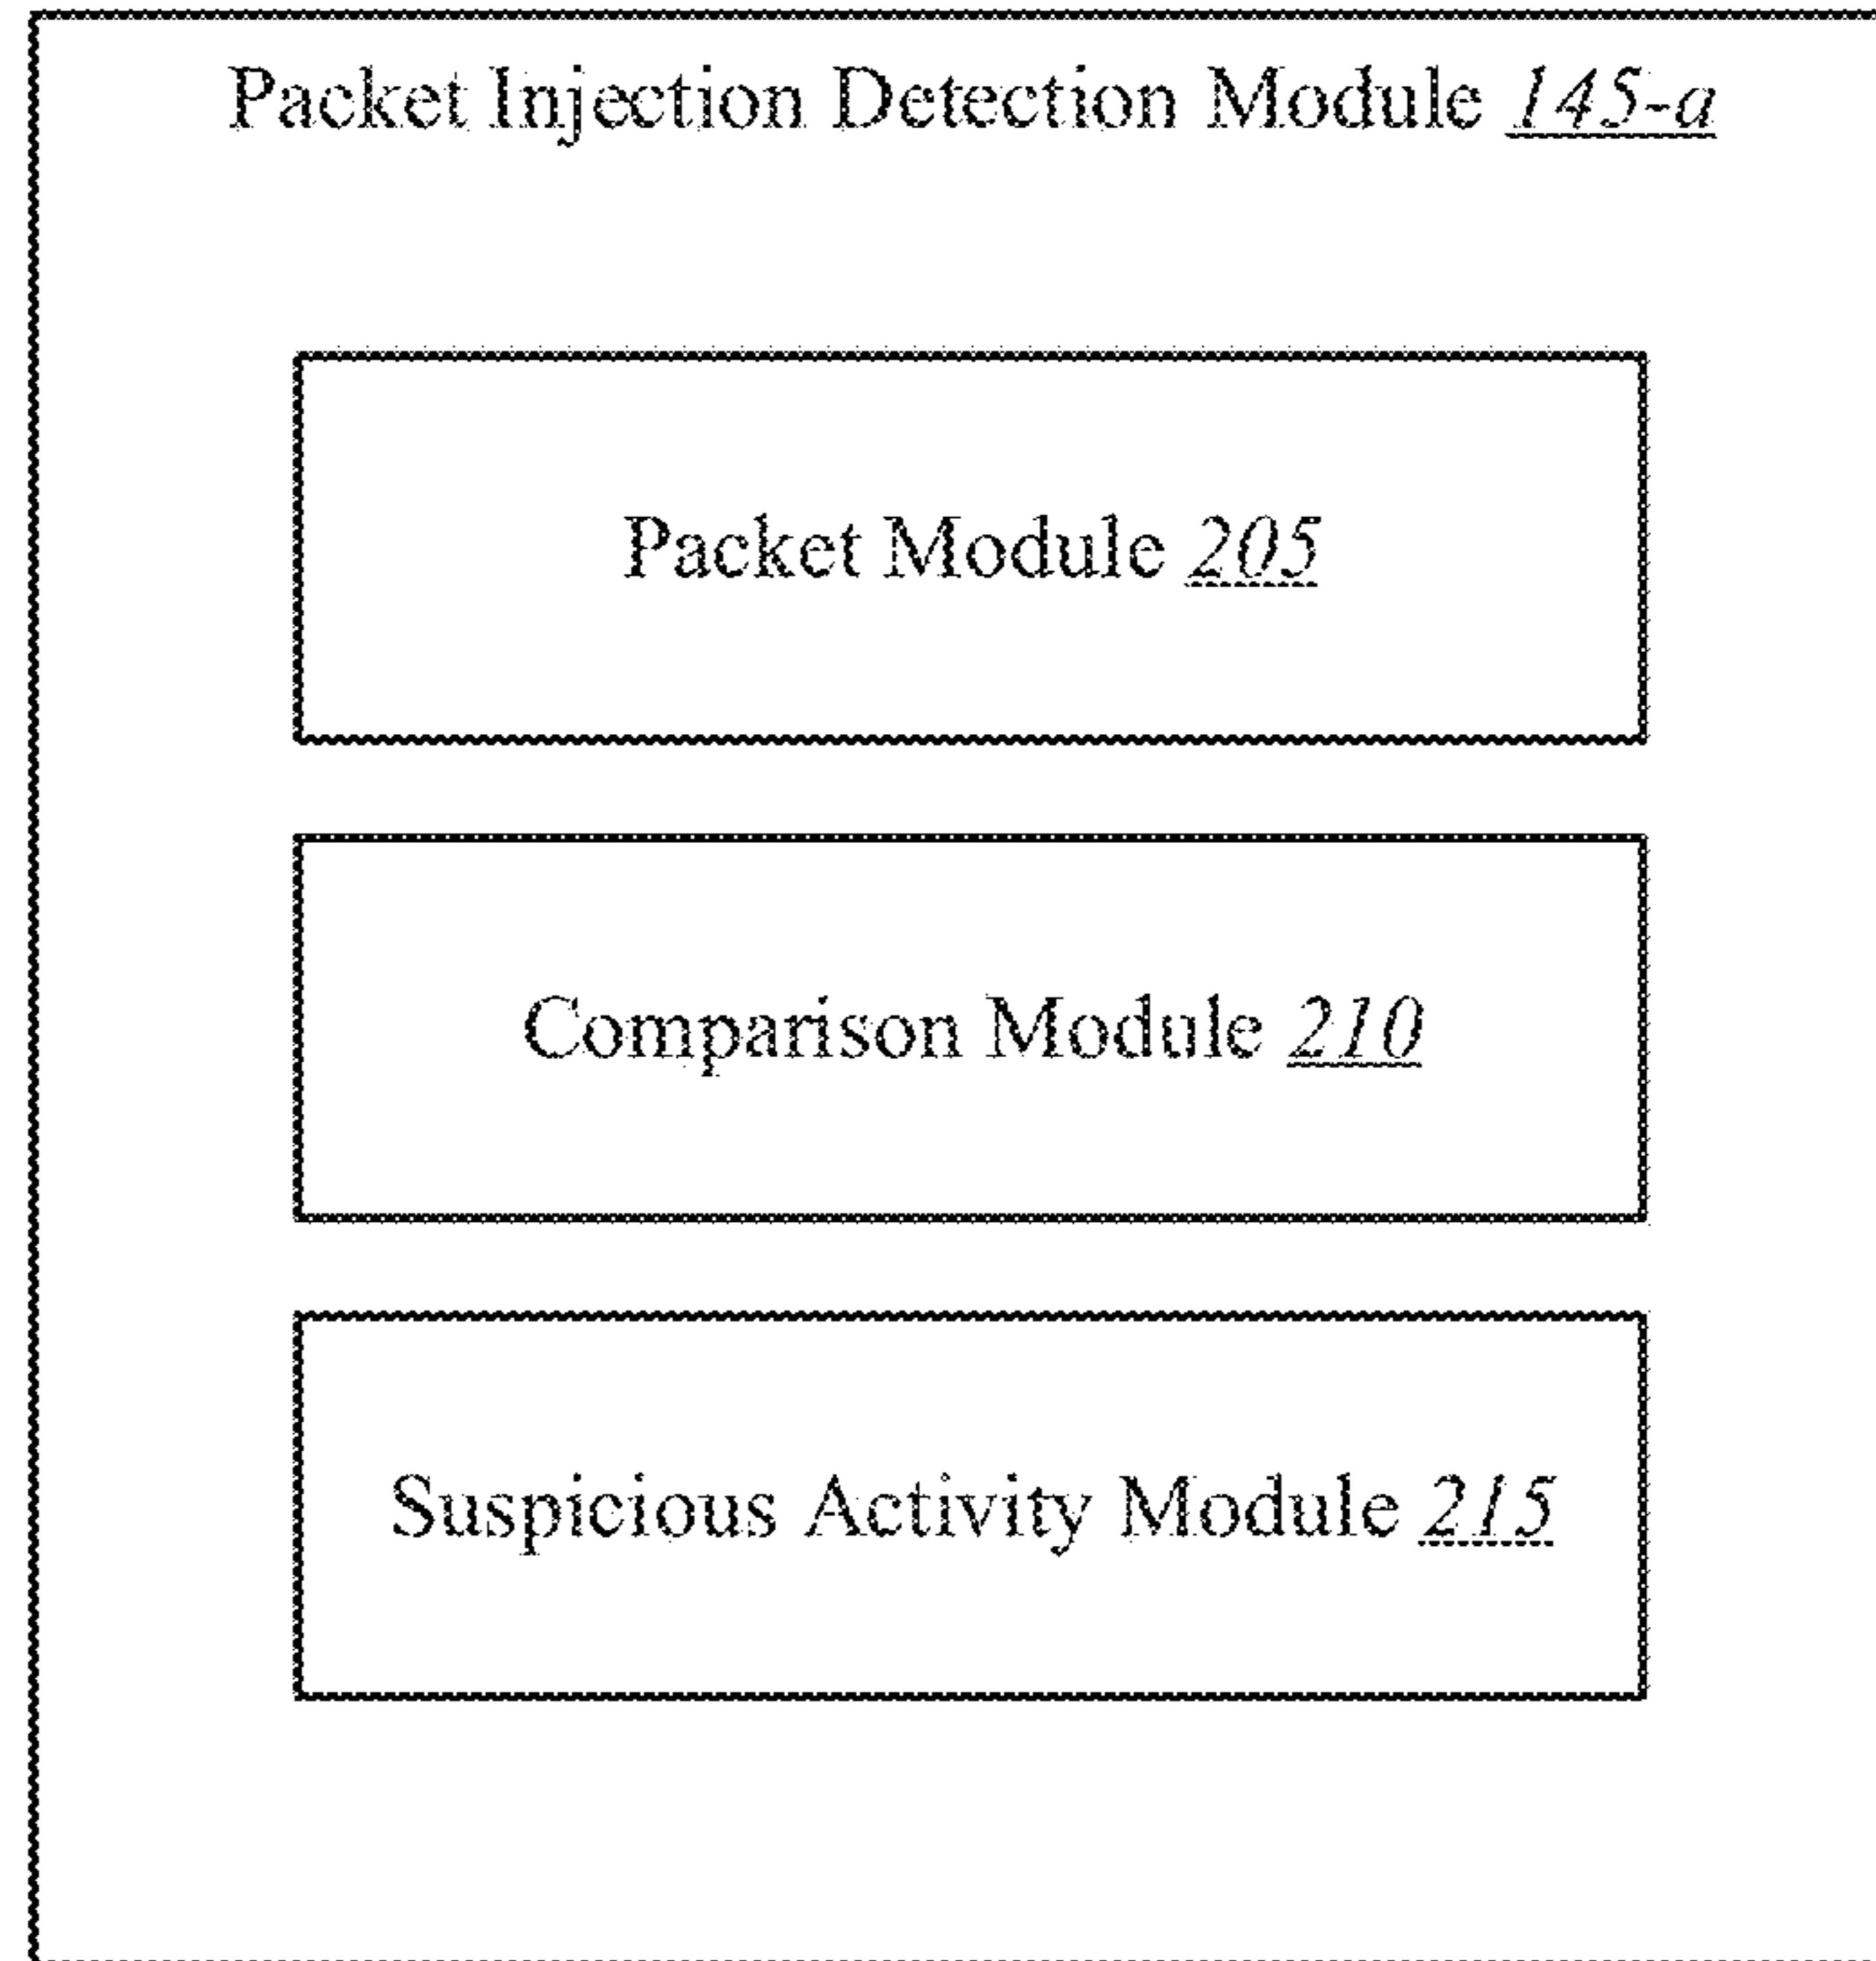 Packet Injection Detection Module 145-a
Packet Module 205
Comparison Module 210
Suspicious Activity Module 215